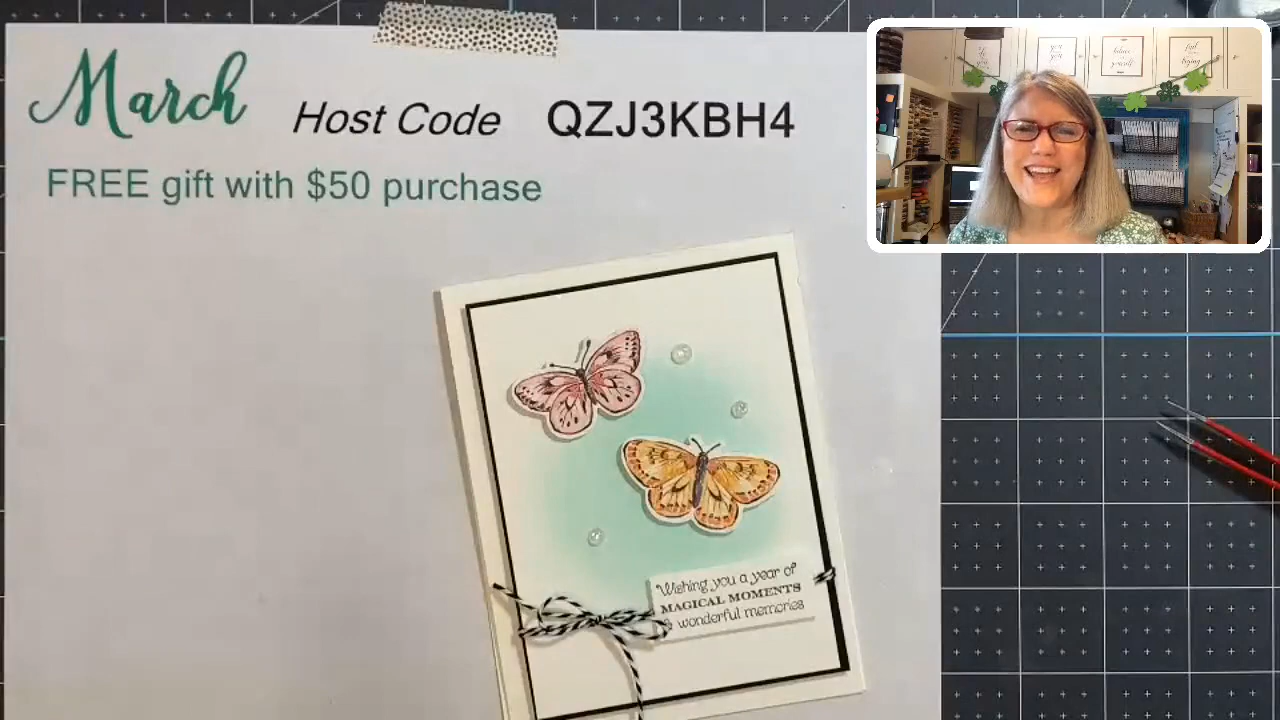 March
Host Code QZJ3KBH4
FREE gift with $50 purchase
Wishing you a year of
MAGICAL MOMENTS
& wonderful memories